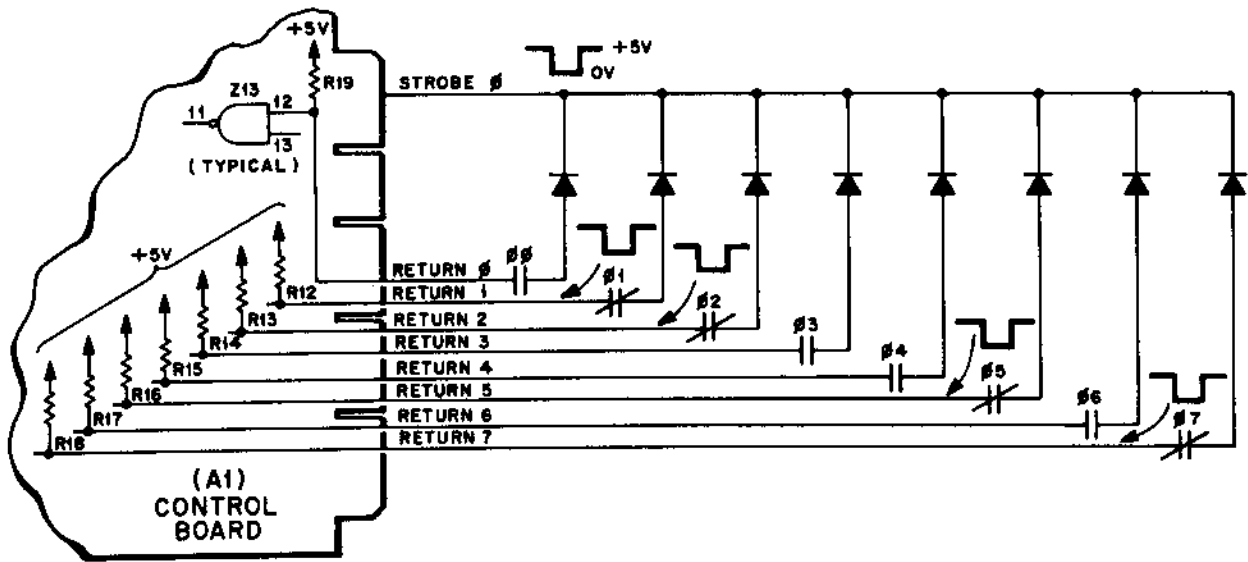 +5V
R19
Z13
11
12
13
(TYPICAL)
STROBE Ø
+5V
0V
+5V
R12
R13
R14
R15
R16
R17
R18
RETURN Ø
RETURN 1
RETURN 2
RETURN 3
RETURN 4
RETURN 5
RETURN 6
RETURN 7
ØØ
Ø1
Ø2
Ø3
Ø4
Ø5
Ø6
Ø7
(A1)
CONTROL
BOARD